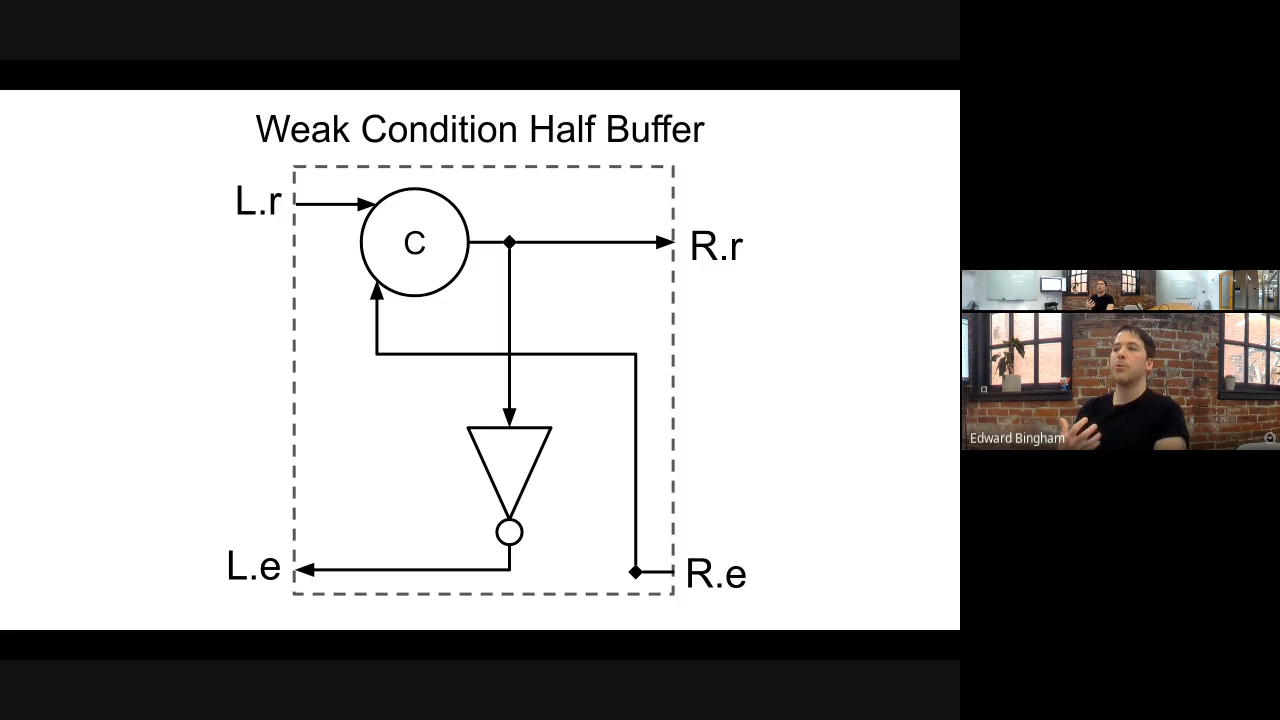 Weak Condition Half Buffer
L.r
C
R.r
L.e
R.e
Edward Bingham